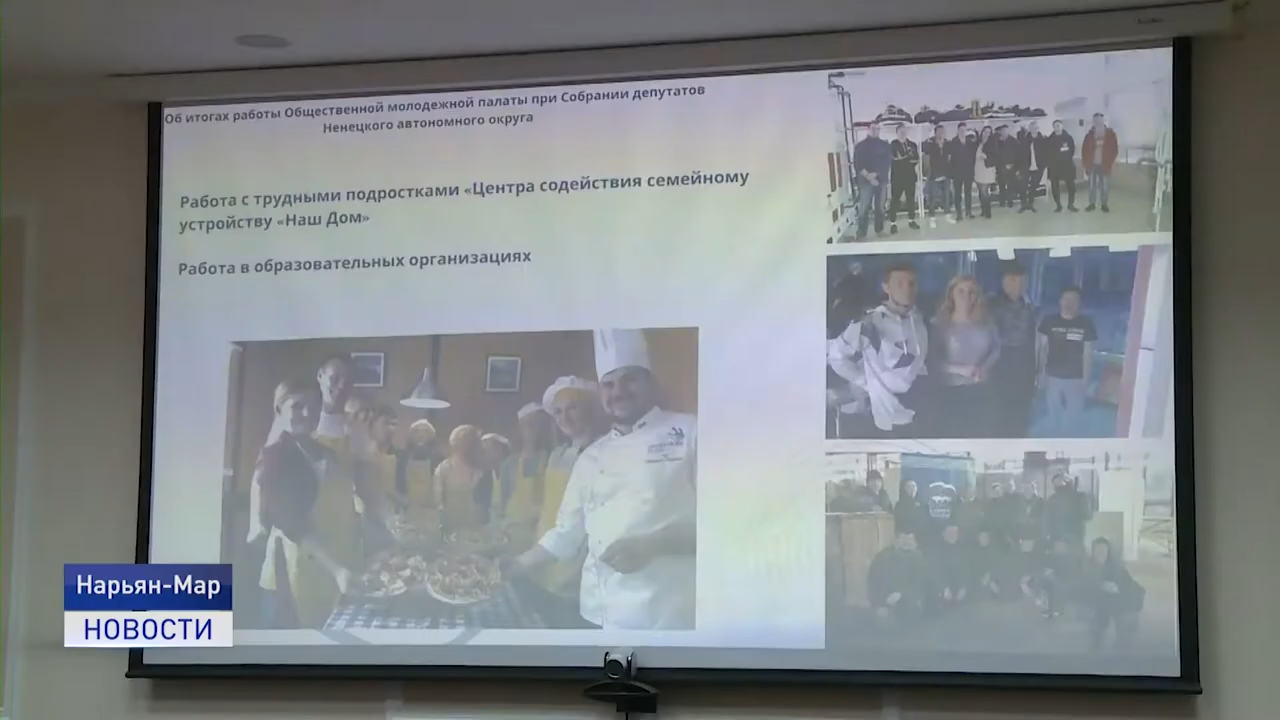 Об итогах работы Общественной молодежной палаты при Собрании депутатов
Ненецкого автономного округа
Работа с трудными подростками «Центра содействия семейному
устройству «Наш Дом»
Работа в образовательных организациях
Нарьян-Мар
НОВОСТИ